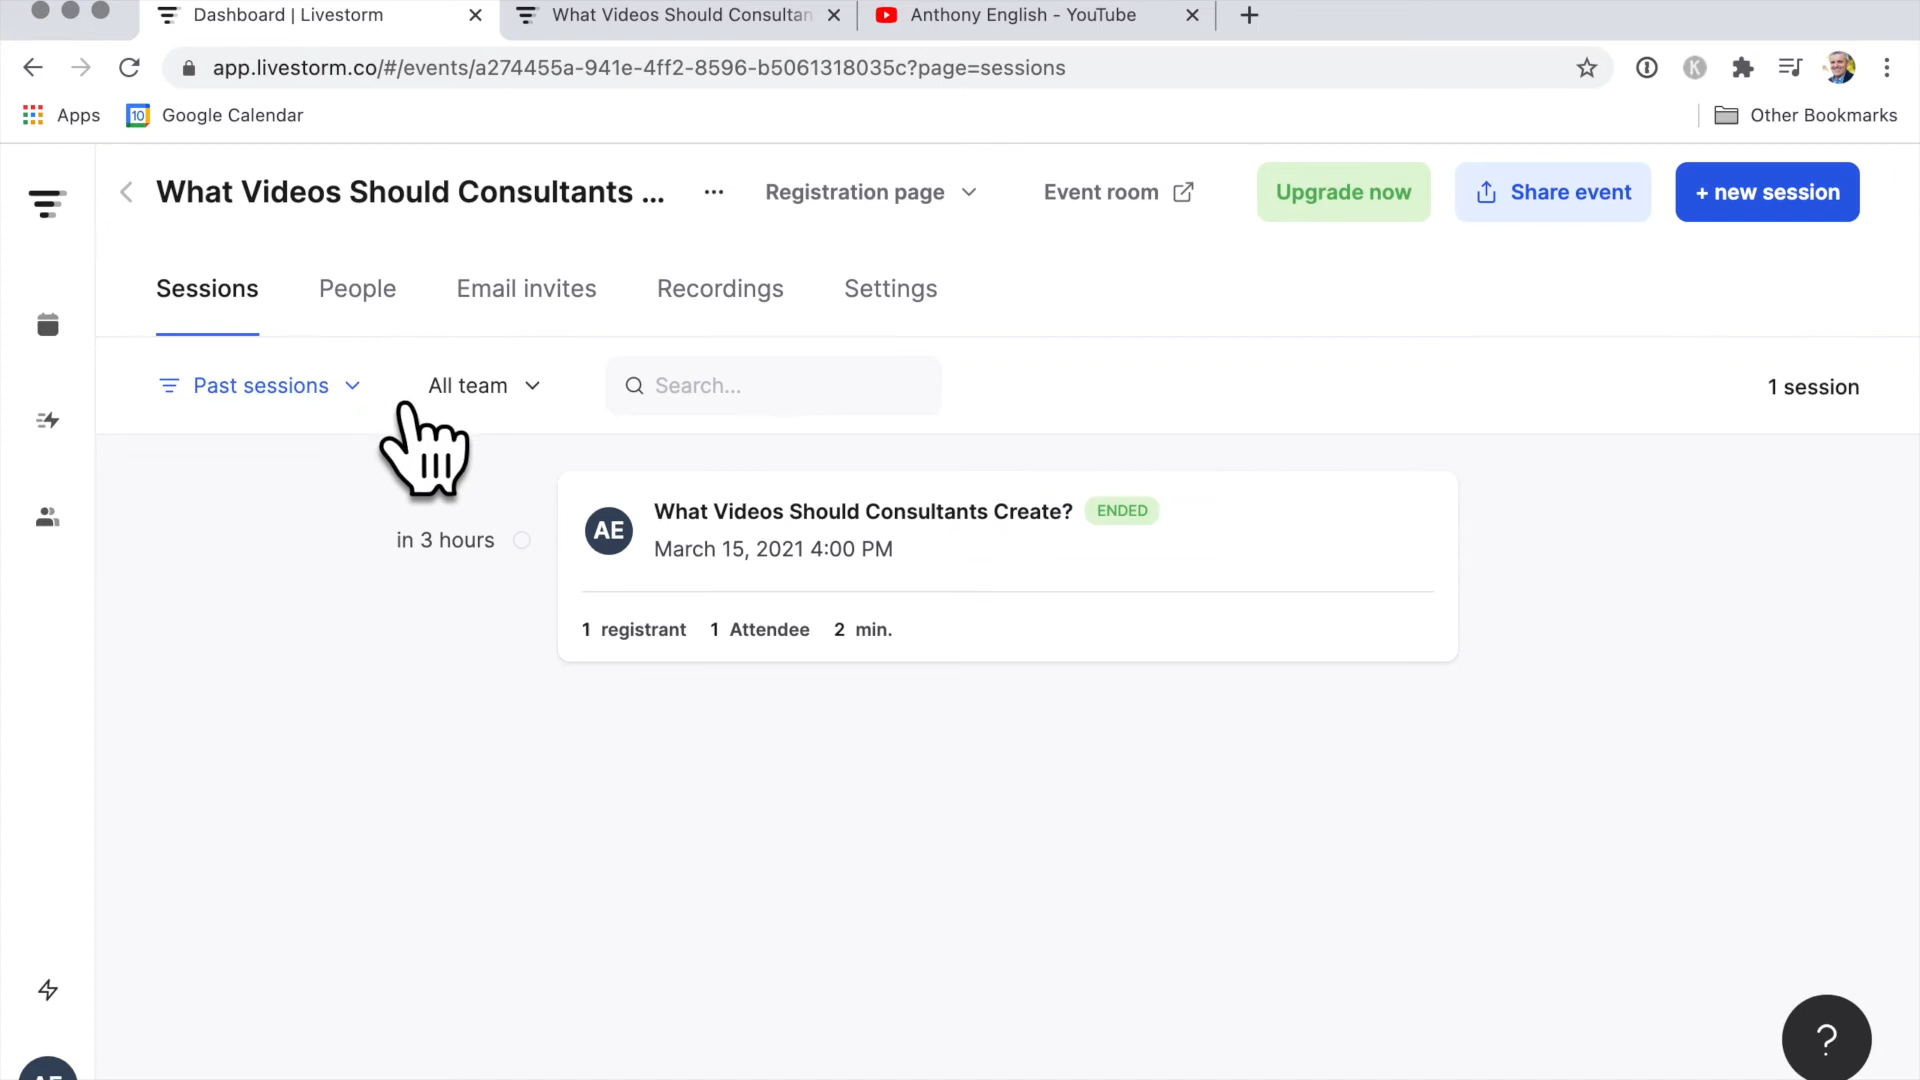 Dashboard | Livestorm
What Videos Should Consultan
Anthony English - YouTube
app.livestorm.co/#/events/a274455a-941e-4ff2-8596-b5061318035c?page=sessions
K
Apps
10
Google Calendar
Other Bookmarks
What Videos Should Consultants ...
Registration page
Event room
Upgrade now
Share event
+ new session
Sessions
People
Email invites
Recordings
Settings
Past sessions
All team
Search...
1 session
in 3 hours
AE
What Videos Should Consultants Create?
ENDED
March 15, 2021 4:00 PM
1 registrant 1 Attendee 2 min.
?
AE